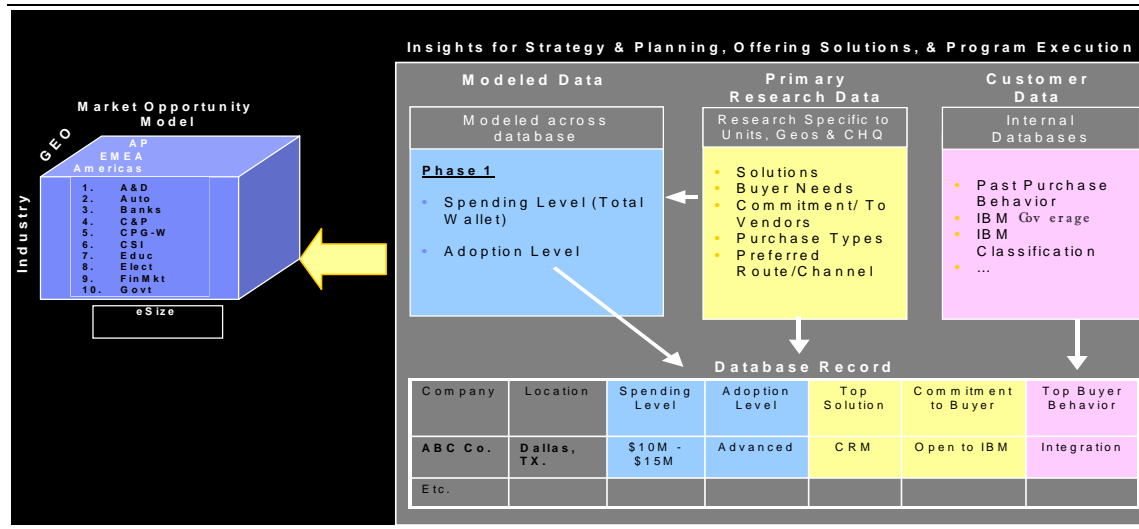 Insights for Strategy & Planning, Offering Solutions, & Program Execution
Market Opportunity
Model
GEO
AP
EMEA
Americas
Industry
1. A&D
2. Auto
3. Banks
4. C&P
5. CPG-W
6. CSI
7. Educ
8. Elect
9. FinMkt
10. Govt
eSize
Modeled Data
Modeled across
database
Phase 1
• Spending Level (Total
Wallet)
• Adoption Level
Primary
Research Data
Research Specific to
Units, Geos & CHQ
• Solutions
• Buyer Needs
• Commitment/ To
Vendors
• Purchase Types
• Preferred
Route/Channel
Customer
Data
Internal
Databases
• Past Purchase
Behavior
• IBM Cov erage
• IBM
Classification
• ...
Database Record
Company Location Spending Level Adoption Level Top Solution Commitment to Buyer Top Buyer Behavior
ABC Co. Dallas, TX. $10M - $15M Advanced CRM Open to IBM Integration
Etc.